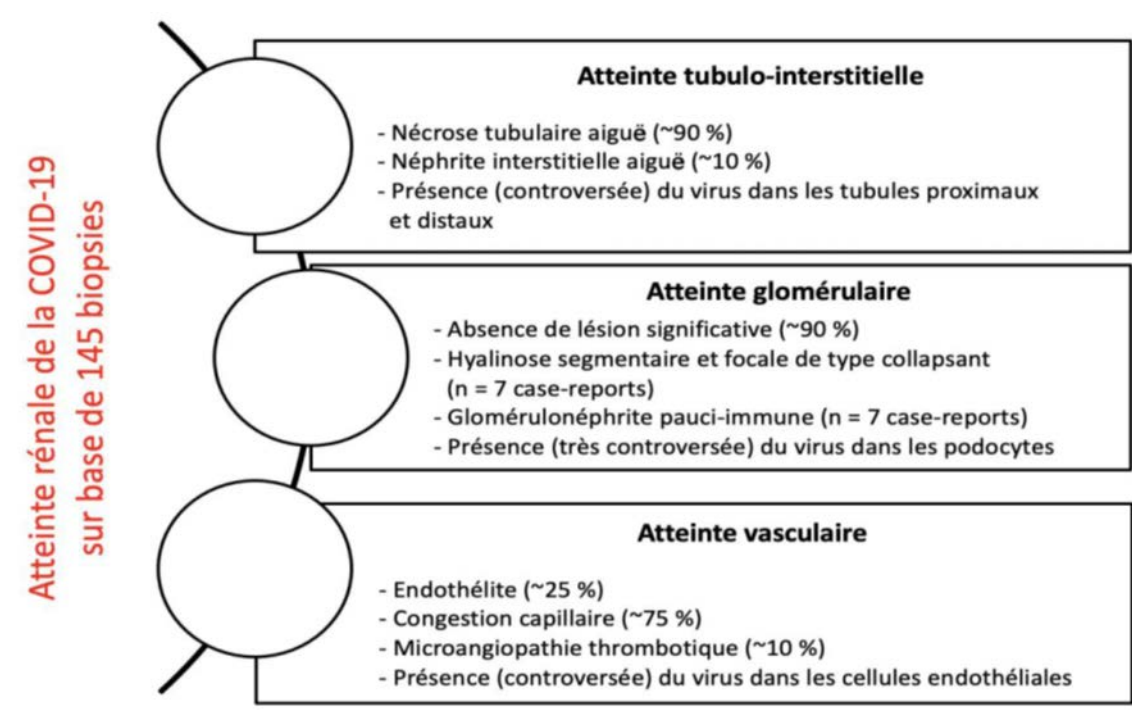 Atteinte rénale de la COVID-19
sur base de 145 biopsies
Atteinte tubulo-interstitielle
- Nécrose tubulaire aiguë (~90 %)
- Néphrite interstitielle aiguë (~10 %)
- Présence (controversée) du virus dans les tubules proximaux
et distaux
Atteinte glomérulaire
- Absence de lésion significative (~90 %)
- Hyalinose segmentaire et focale de type collapsant
(n = 7 case-reports)
- Glomérulonéphrite pauci-immune (n = 7 case-reports)
- Présence (très controversée) du virus dans les podocytes
Atteinte vasculaire
- Endothélite (~25 %)
- Congestion capillaire (~75 %)
- Microangiopathie thrombotique (~10 %)
- Présence (controversée) du virus dans les cellules endothéliales